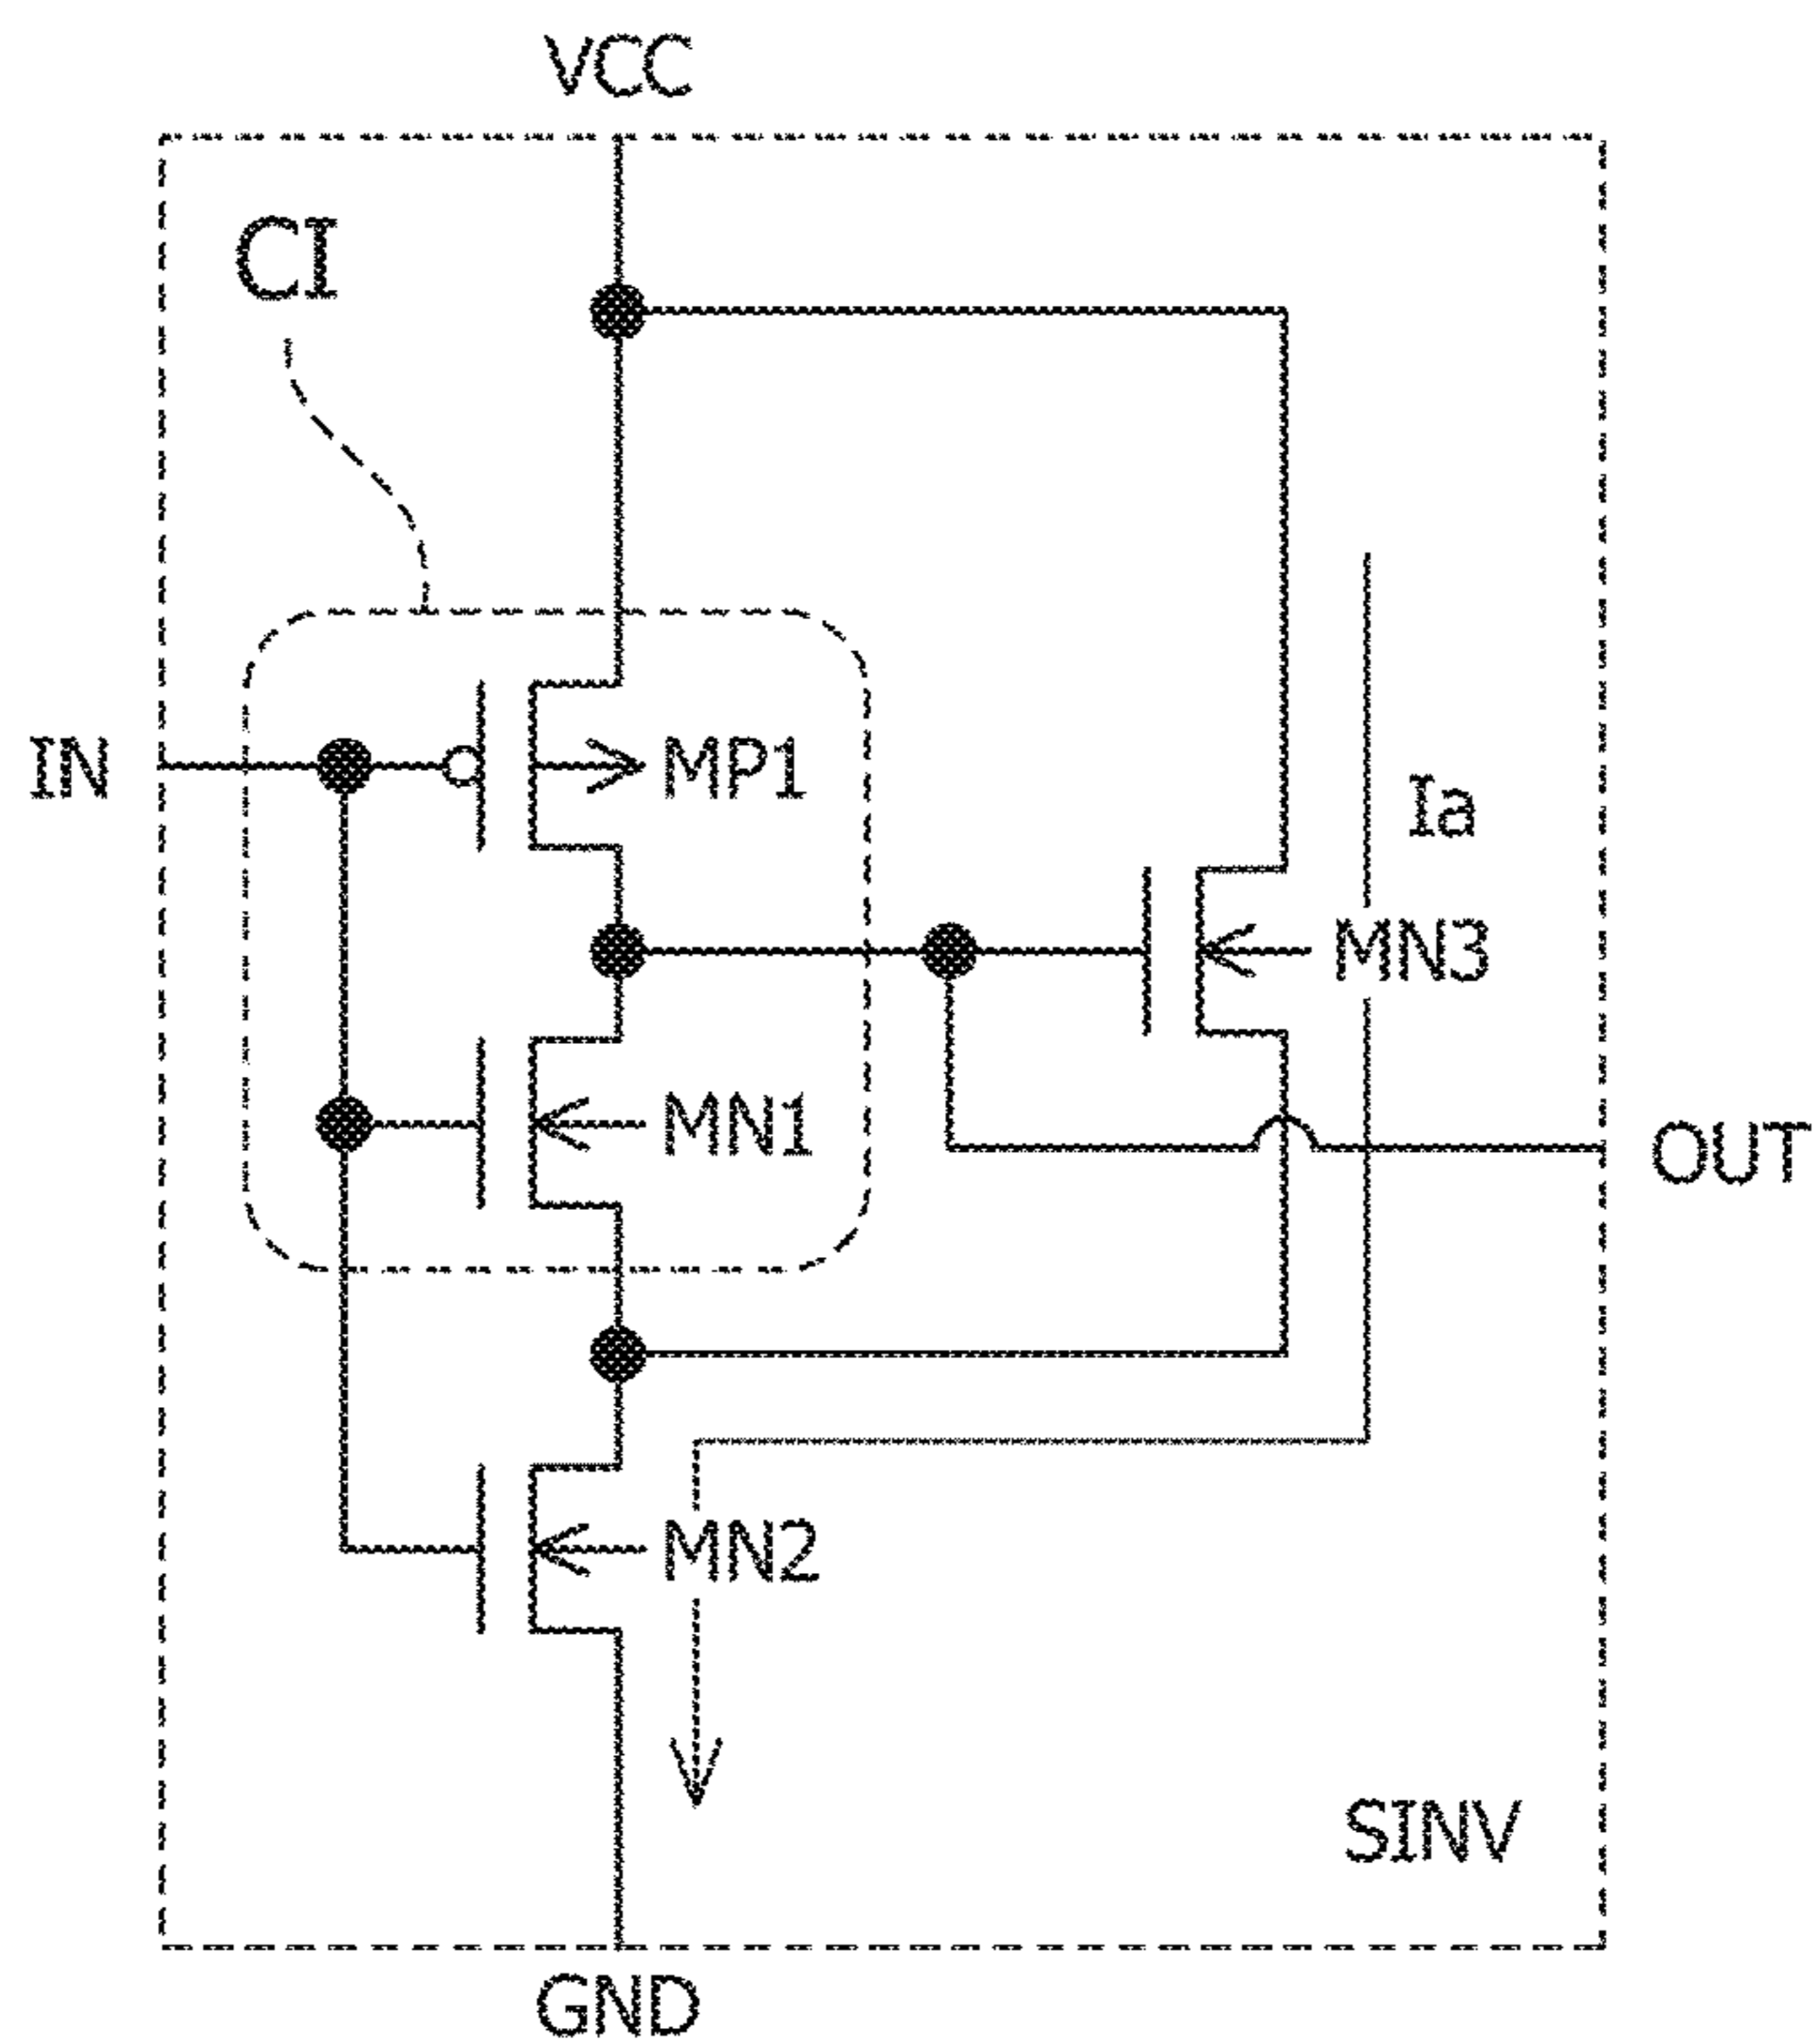 VCC
CI
IN
MP1
Ia
MN3
MN1
OUT
MN2
SINV
GND